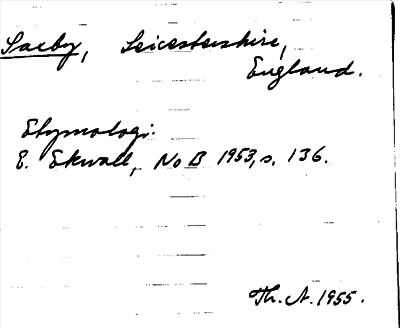 Saxby, Leicestershire,
England.
Etymologi:
E. Ekwall, NoB 1953, s. 136.
Th. A. 1955.